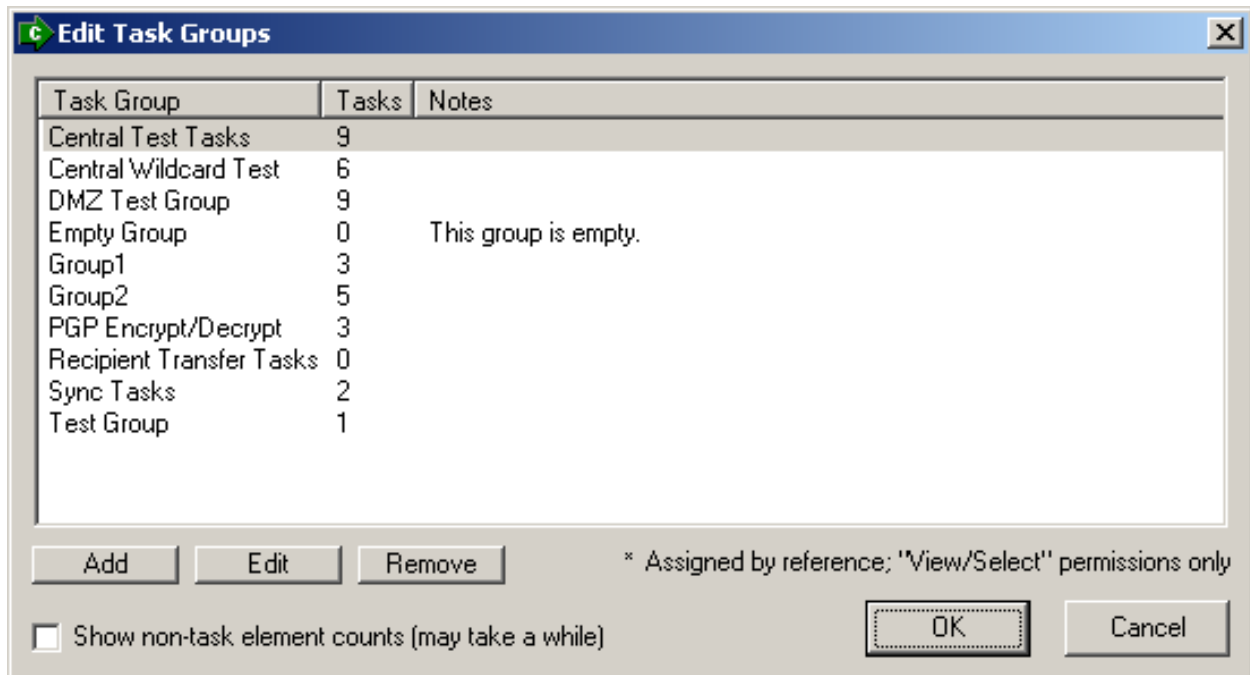 C Edit Task Groups
Task Group Tasks Notes
Central Test Tasks 9
Central Wildcard Test 6
DMZ Test Group 9
Empty Group 0 This group is empty.
Group1 3
Group2 5
PGP Encrypt/Decrypt 3
Recipient Transfer Tasks 0
Sync Tasks 2
Test Group 1
Add Edit Remove * Assigned by reference; "View/Select" permissions only
Show non-task element counts (may take a while) OK Cancel